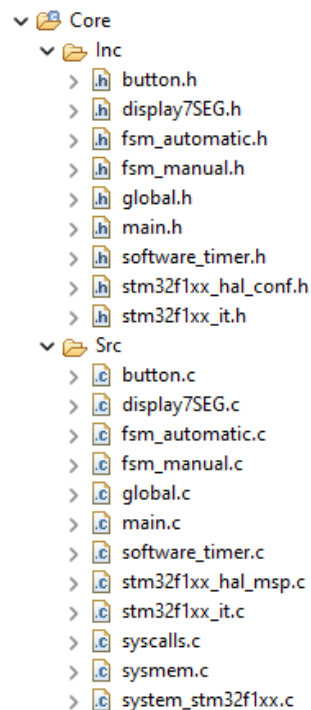 Core
Inc
.h button.h
.h display7SEG.h
.h fsm_automatic.h
.h fsm_manual.h
.h global.h
.h main.h
.h software_timer.h
.h stm32f1xx_hal_conf.h
.h stm32f1xx_it.h
Src
.c button.c
.c display7SEG.c
.c fsm_automatic.c
.c fsm_manual.c
.c global.c
.c main.c
.c software_timer.c
.c stm32f1xx_hal_msp.c
.c stm32f1xx_it.c
.c syscalls.c
.c sysmem.c
.c system_stm32f1xx.c